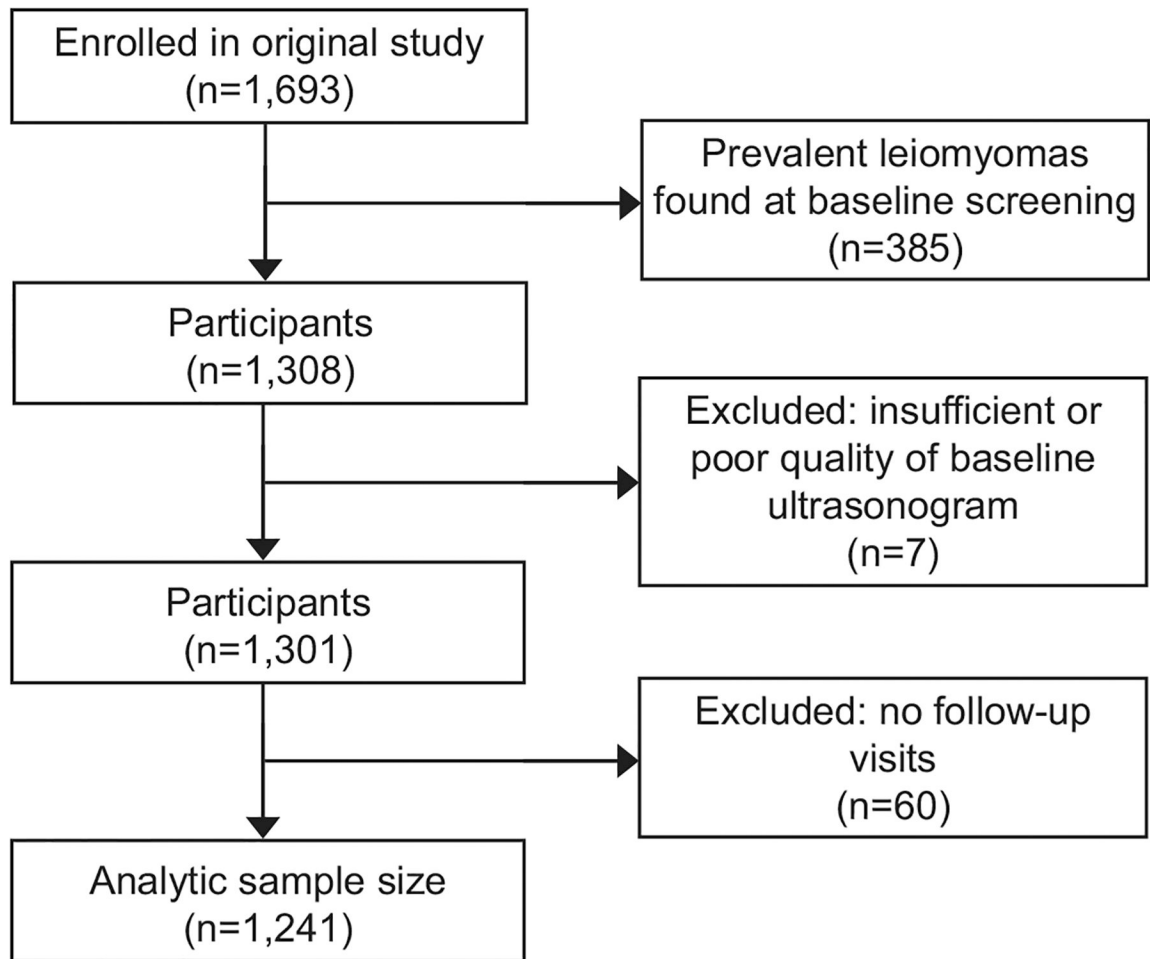 Enrolled in original study
(n=1,693)
Prevalent leiomyomas
found at baseline screening
(n=385)
Participants
(n=1,308)
Excluded: insufficient or
poor quality of baseline
ultrasonogram
(n=7)
Participants
(n=1,301)
Excluded: no follow-up
visits
(n=60)
Analytic sample size
(n=1,241)